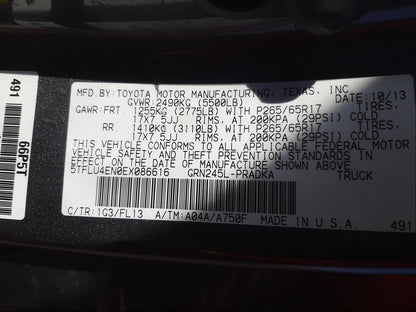 MFD.BY:TOYOTA MOTOR MANUFACTURING, TEXAS, INC.
GVWR:2490KG (5500LB) DATE:10/13
GAWR:FRT. 1255KG (2775LB) WITH P265/65R17 TIRES,
17X7.5JJ RIMS, AT 200KPA (29PSI) COLD
RR. 1410KG (3110LB) WITH P265/65R17 TIRES,
17X7.5JJ RIMS, AT 200KPA (29PSI) COLD
THIS VEHICLE CONFORMS TO ALL APPLICABLE FEDERAL MOTOR
VEHICLE SAFETY AND THEFT PREVENTION STANDARDS IN
EFFECT ON THE DATE OF MANUFACTURE SHOWN ABOVE.
5TFLU4EN0EX086616 GRN245L-PRADKA TRUCK
C/TR:1G3/FL13 A/TM:A04A/A750F
MADE IN U.S.A. 491
491
66P5T